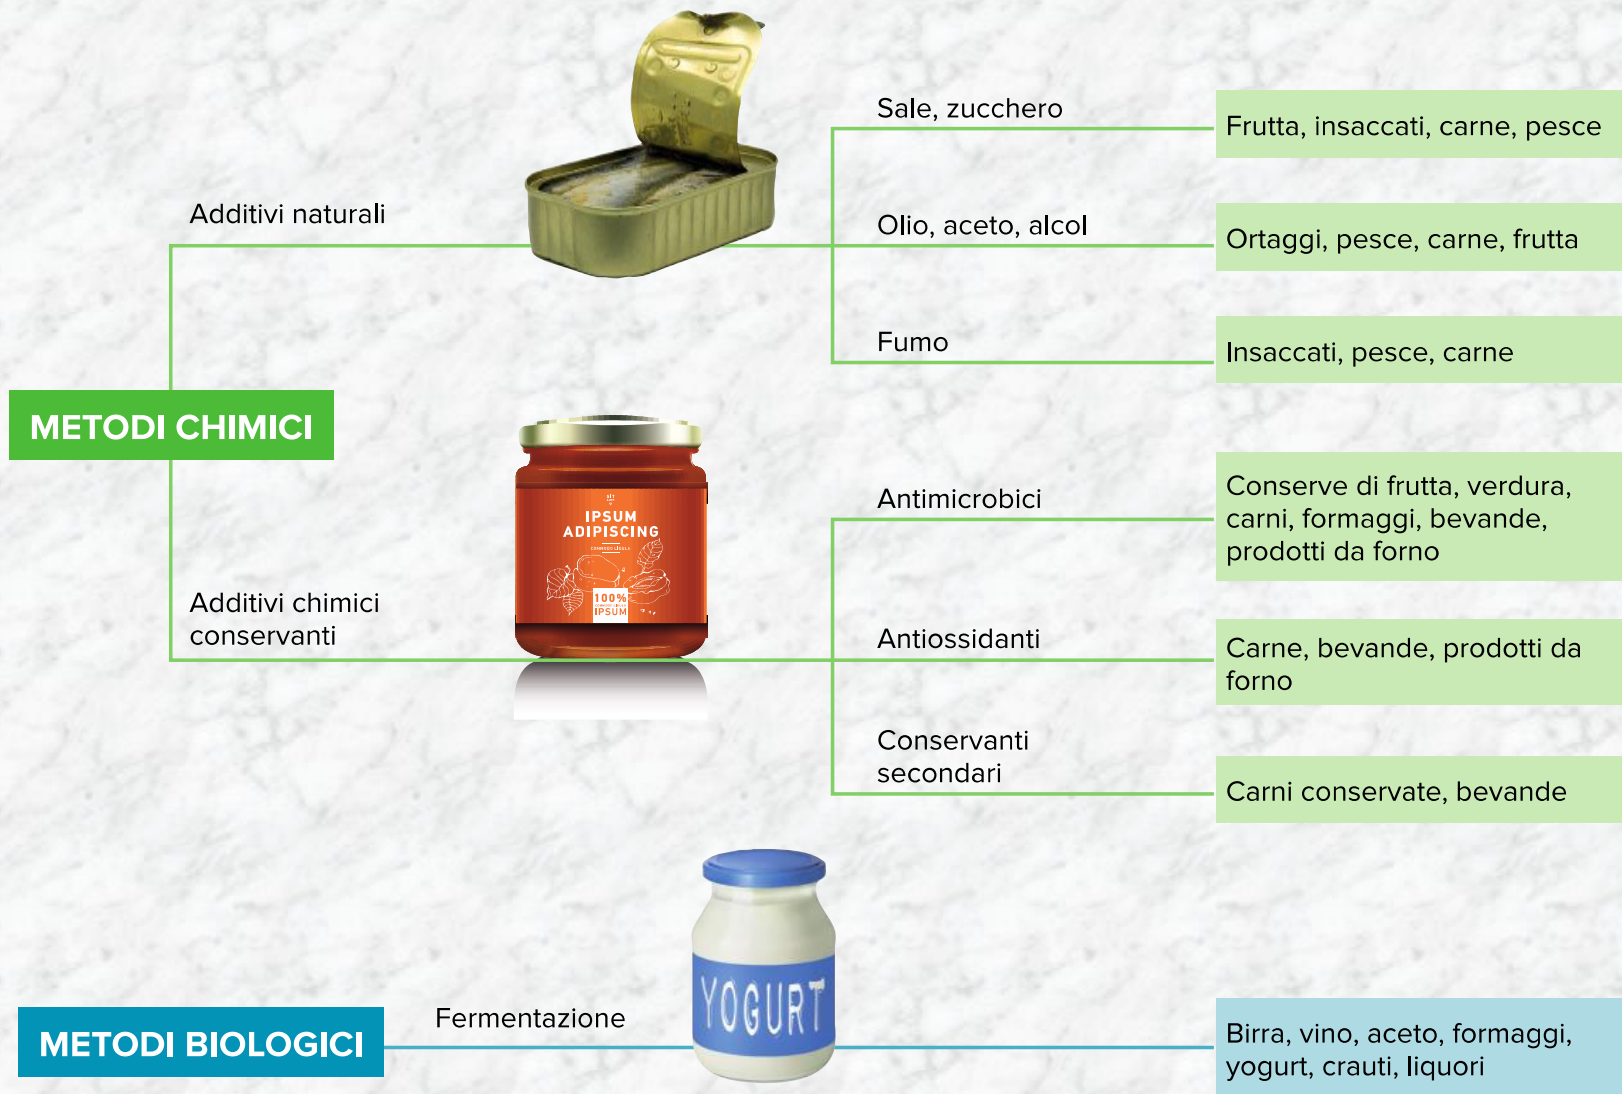 Sale, zucchero
Frutta, insaccati, carne, pesce
Additivi naturali
Olio, aceto, alcol
Ortaggi, pesce, carne, frutta
Fumo
Insaccati, pesce, carne
METODI CHIMICI
Antimicrobici
Conserve di frutta, verdura,
carni, formaggi, bevande,
prodotti da forno
IPSUM
ADIPISCING
100%
IPSUM
Additivi chimici
conservanti
Antiossidanti
Carne, bevande, prodotti da
forno
Conservanti
secondari
Carni conservate, bevande
YOGURT
METODI BIOLOGICI
Fermentazione
Birra, vino, aceto, formaggi,
yogurt, crauti, liquori